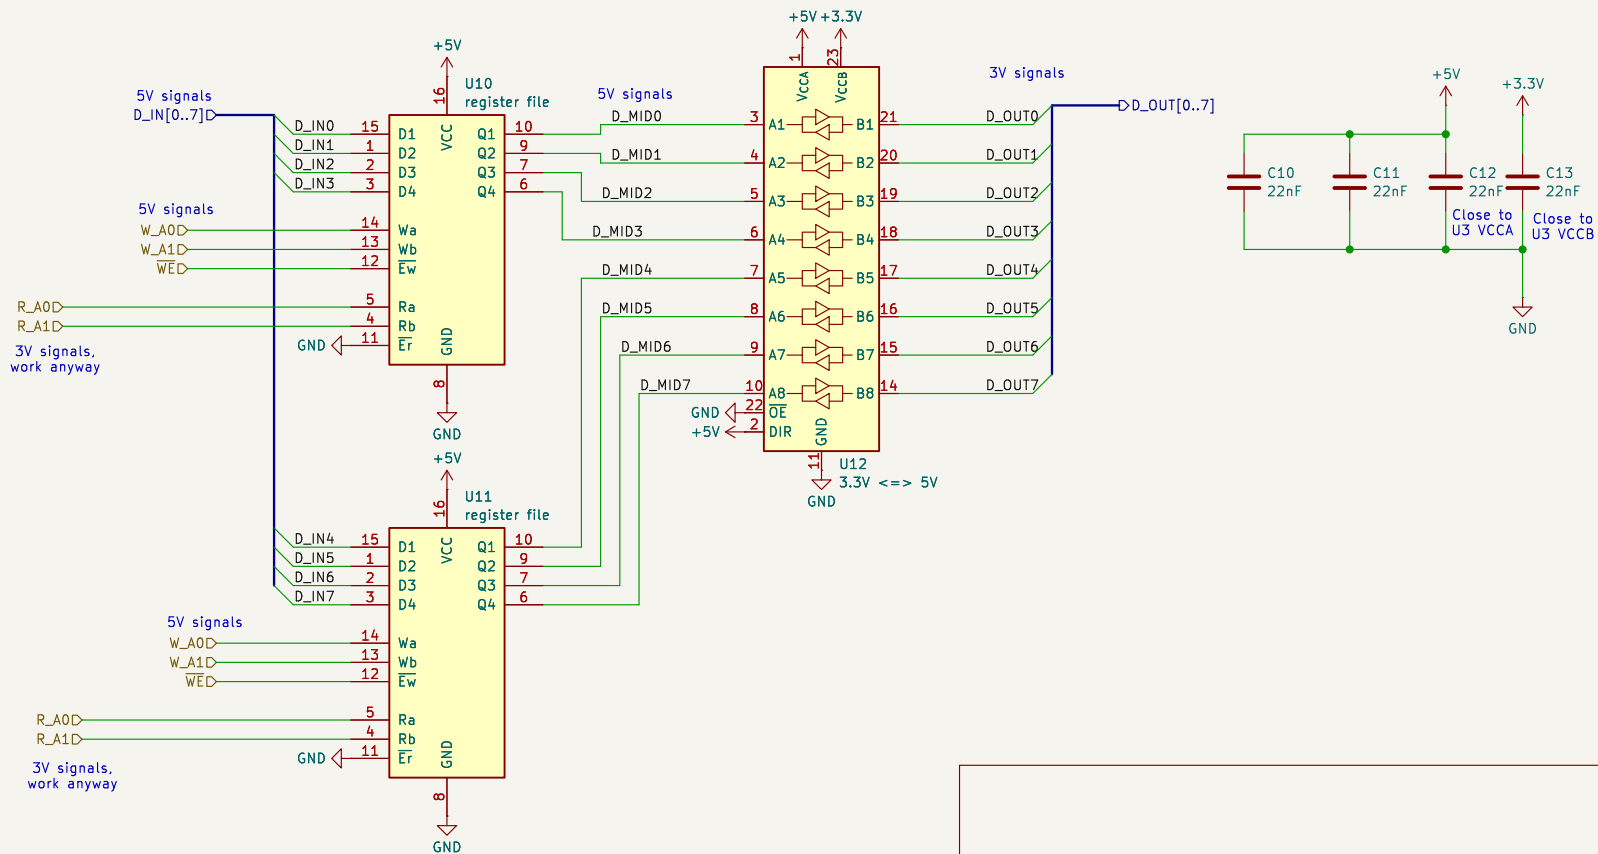 +5V
U10
register file
5V signals
D_IN[0..7]
D_IN0
D_IN1
D_IN2
D_IN3
5V signals
W_A0
W_A1
WE
R_A0
R_A1
3V signals,
work anyway
GND
16
VCC
15 D1
1 D2
2 D3
3 D4
14 Wa
13 Wb
12 Ew
5 Ra
4 Rb
11 Er
Q1 10
Q2 9
Q3 7
Q4 6
GND
8
GND
5V signals
D_MID0
D_MID1
D_MID2
D_MID3
D_MID4
D_MID5
D_MID6
D_MID7
GND
+5V
+5V +3.3V
1 23
VCCA VCCB
3 A1 B1 21
4 A2 B2 20
5 A3 B3 19
6 A4 B4 18
7 A5 B5 17
8 A6 B6 16
9 A7 B7 15
10 A8 B8 14
22 OE
2 DIR
GND
11
U12
3.3V <=> 5V
GND
3V signals
D_OUT[0..7]
D_OUT0
D_OUT1
D_OUT2
D_OUT3
D_OUT4
D_OUT5
D_OUT6
D_OUT7
+5V
+3.3V
C10
22nF
C11
22nF
C12
22nF
Close to
U3 VCCA
C13
22nF
Close to
U3 VCCB
GND
+5V
U11
register file
D_IN4
D_IN5
D_IN6
D_IN7
5V signals
W_A0
W_A1
WE
R_A0
R_A1
3V signals,
work anyway
GND
16
VCC
15 D1
1 D2
2 D3
3 D4
14 Wa
13 Wb
12 Ew
5 Ra
4 Rb
11 Er
Q1 10
Q2 9
Q3 7
Q4 6
GND
8
GND